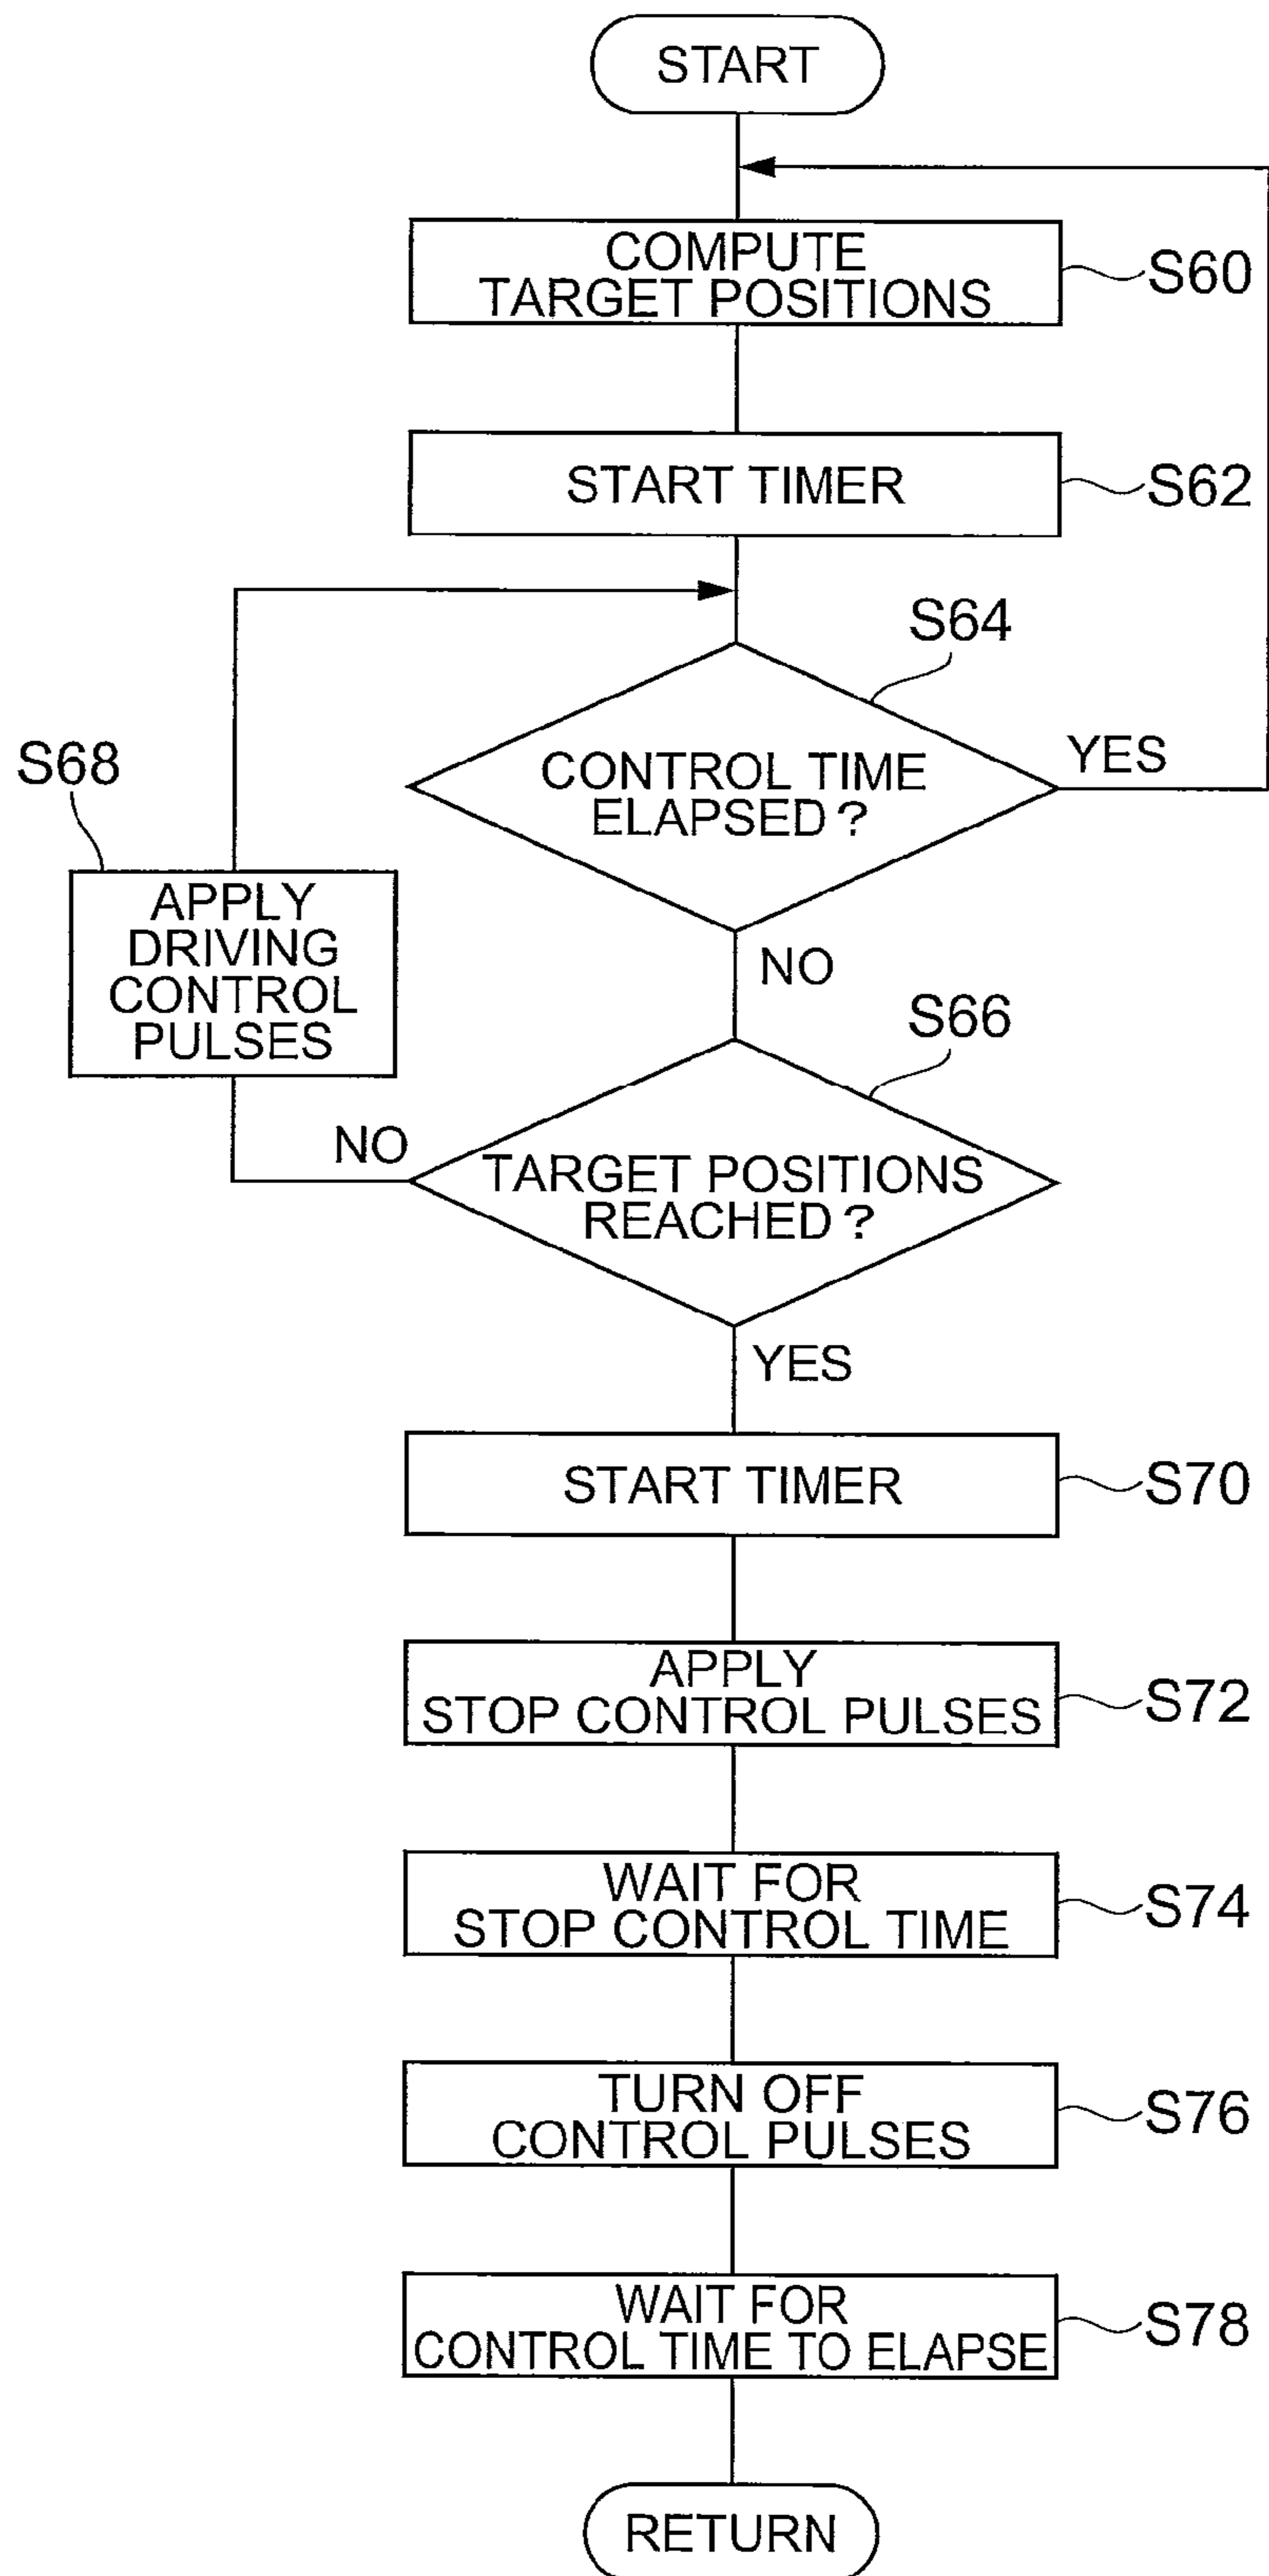 START
COMPUTE
TARGET POSITIONS
S60
START TIMER
S62
S64
CONTROL TIME
ELAPSED?
YES
S68
APPLY
DRIVING
CONTROL
PULSES
NO
S66
NO
TARGET POSITIONS
REACHED?
YES
START TIMER
S70
APPLY
STOP CONTROL PULSES
S72
WAIT FOR
STOP CONTROL TIME
S74
TURN OFF
CONTROL PULSES
S76
WAIT FOR
CONTROL TIME TO ELAPSE
S78
RETURN